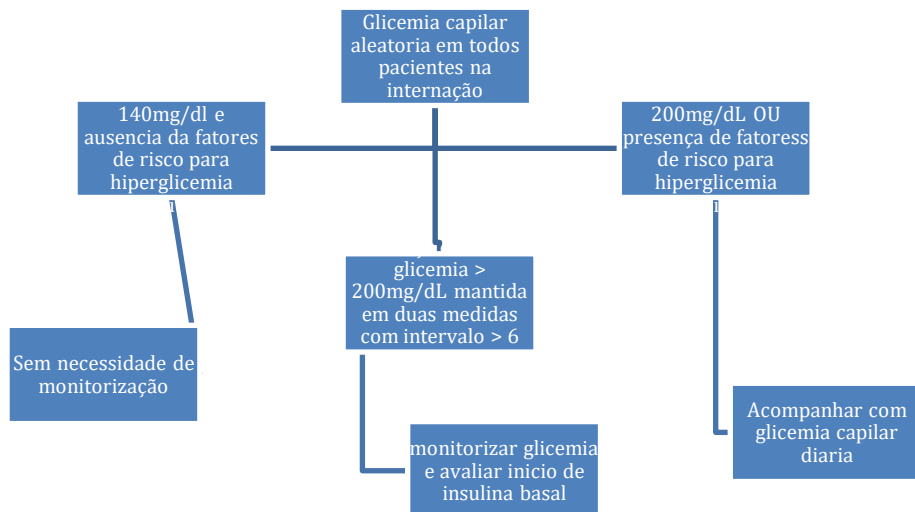 Glicemia capilar
aleatoria em todos
pacientes na
internação
140mg/dl e
ausencia da fatores
de risco para
hiperglicemia
200mg/dL OU
presença de fatoress
de risco para
hiperglicemia
glicemia >
200mg/dL mantida
em duas medidas
com intervalo > 6
Sem necessidade de
monitorização
monitorizar glicemia
e avaliar inicio de
insulina basal
Acompanhar com
glicemia capilar
diaria